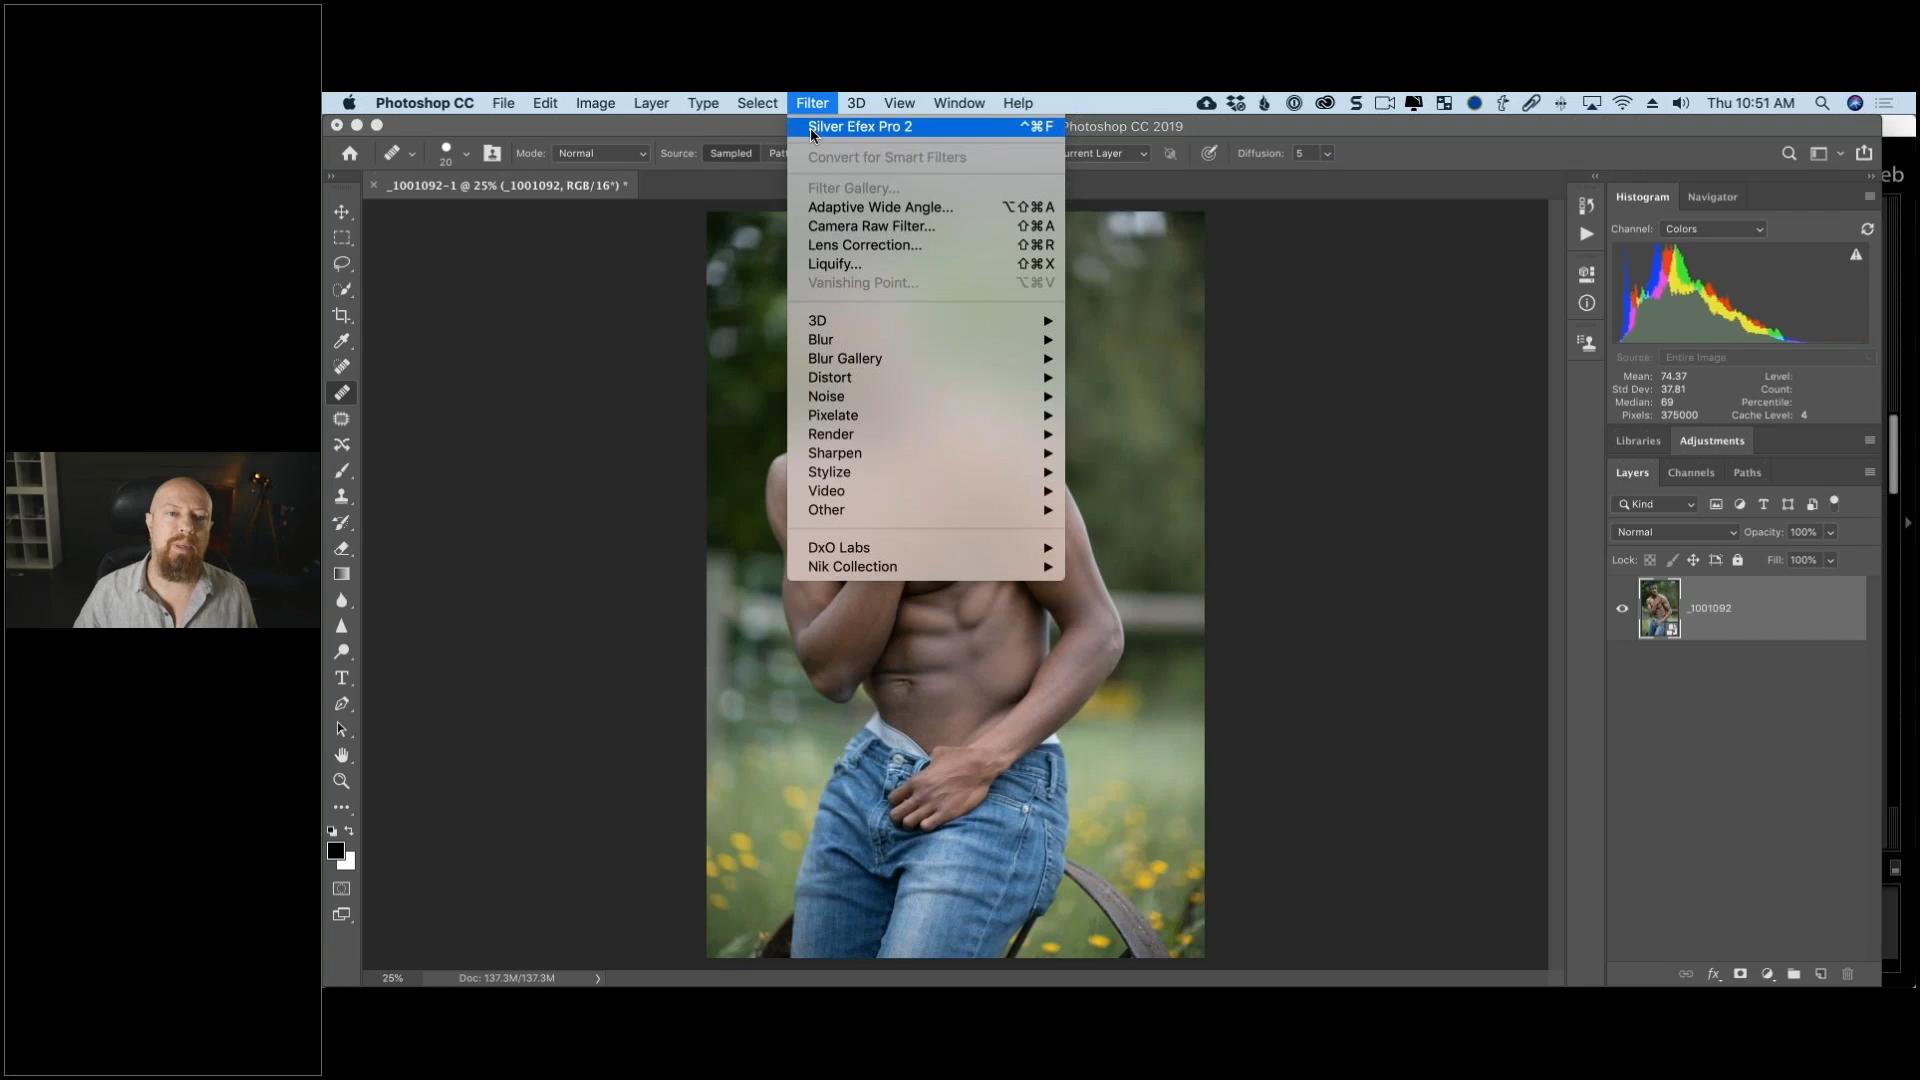 Photoshop CC File Edit Image Layer Type Select Filter 3D View Window Help Thu 10:51 AM
Photoshop CC 2019
20 Mode: Normal Source: Sampled Diffusion: 5
_1001092-1 @ 25% (_1001092, RGB/16*) *
Silver Efex Pro 2 ⌃⌘F
Convert for Smart Filters
Filter Gallery...
Adaptive Wide Angle... ⌥⇧⌘A
Camera Raw Filter... ⇧⌘A
Lens Correction... ⇧⌘R
Liquify... ⇧⌘X
Vanishing Point... ⌥⌘V
3D
Blur
Blur Gallery
Distort
Noise
Pixelate
Render
Sharpen
Stylize
Video
Other
DxO Labs
Nik Collection
Histogram Navigator
Channel: Colors
Source: Entire Image
Mean: 74.37 Level:
Std Dev: 37.81 Count:
Median: 69 Percentile:
Pixels: 375000 Cache Level: 4
Libraries Adjustments
Layers Channels Paths
Kind
Normal Opacity: 100%
Lock: Fill: 100%
_1001092
25% Doc: 137.3M/137.3M